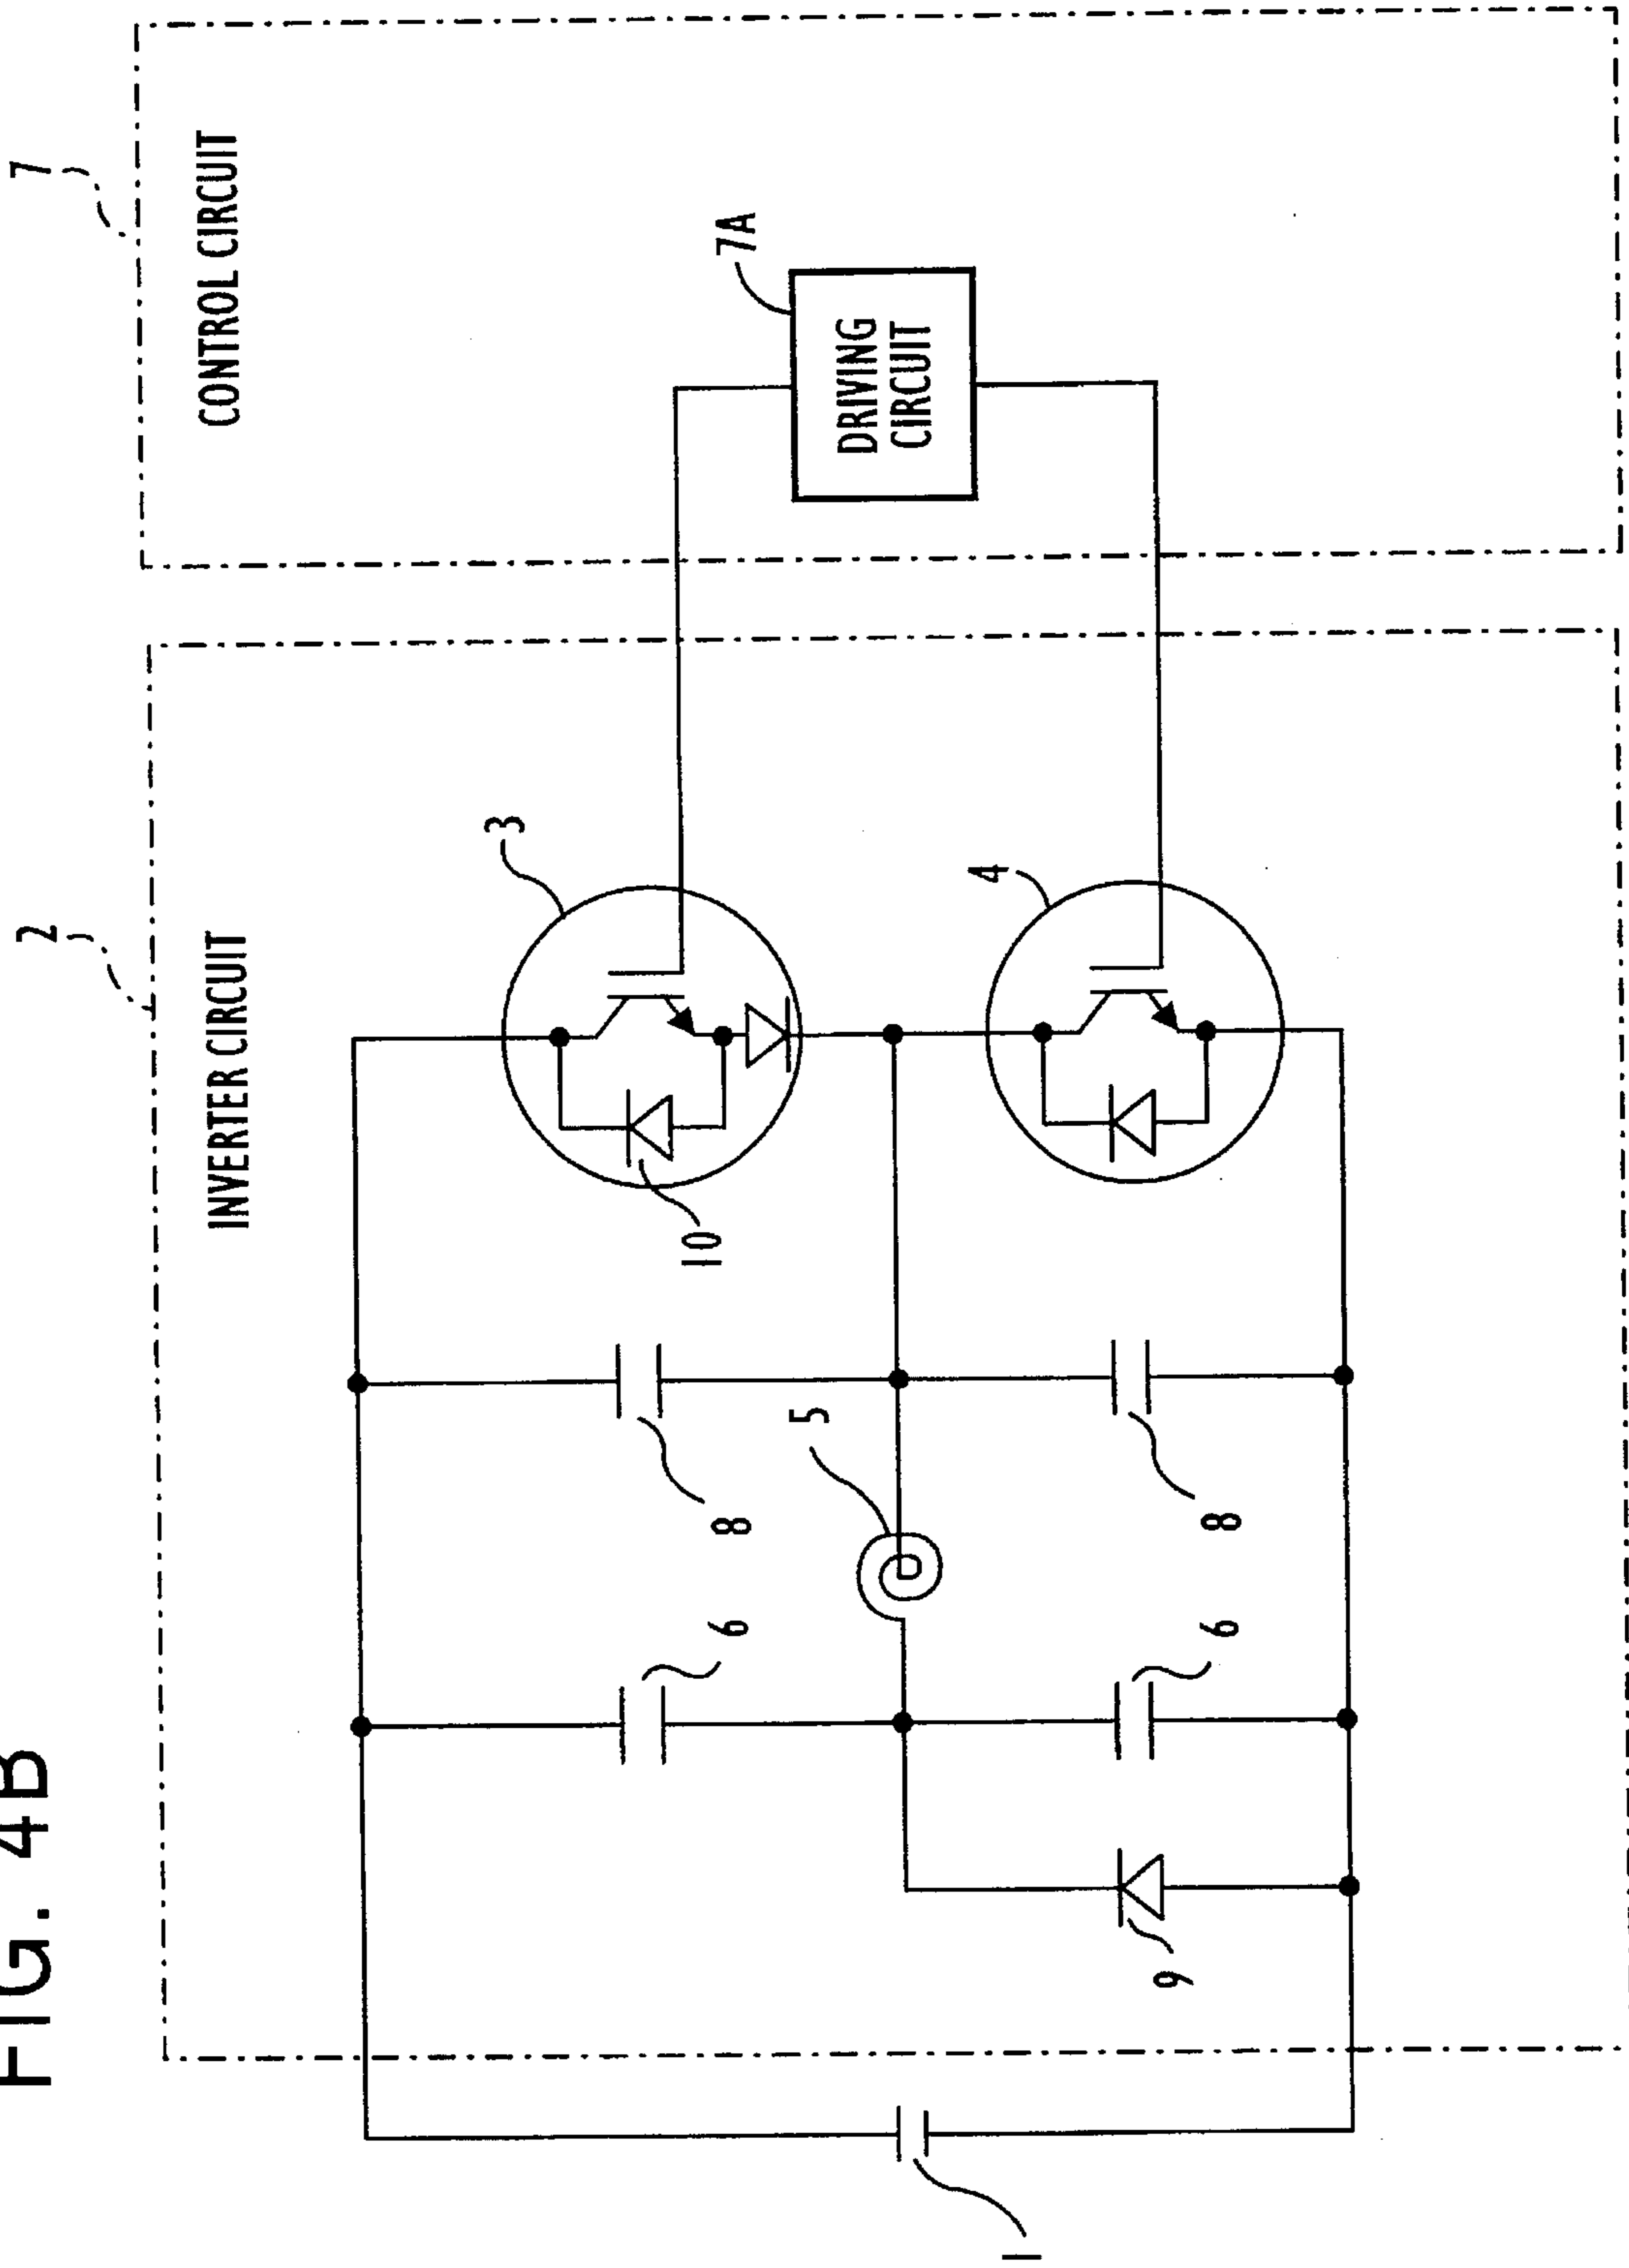 FIG. 4B
2
7
INVERTER CIRCUIT
CONTROL CIRCUIT
3
10
8
6
7A
5
DRIVING
CIRCUIT
1
4
9
6
8